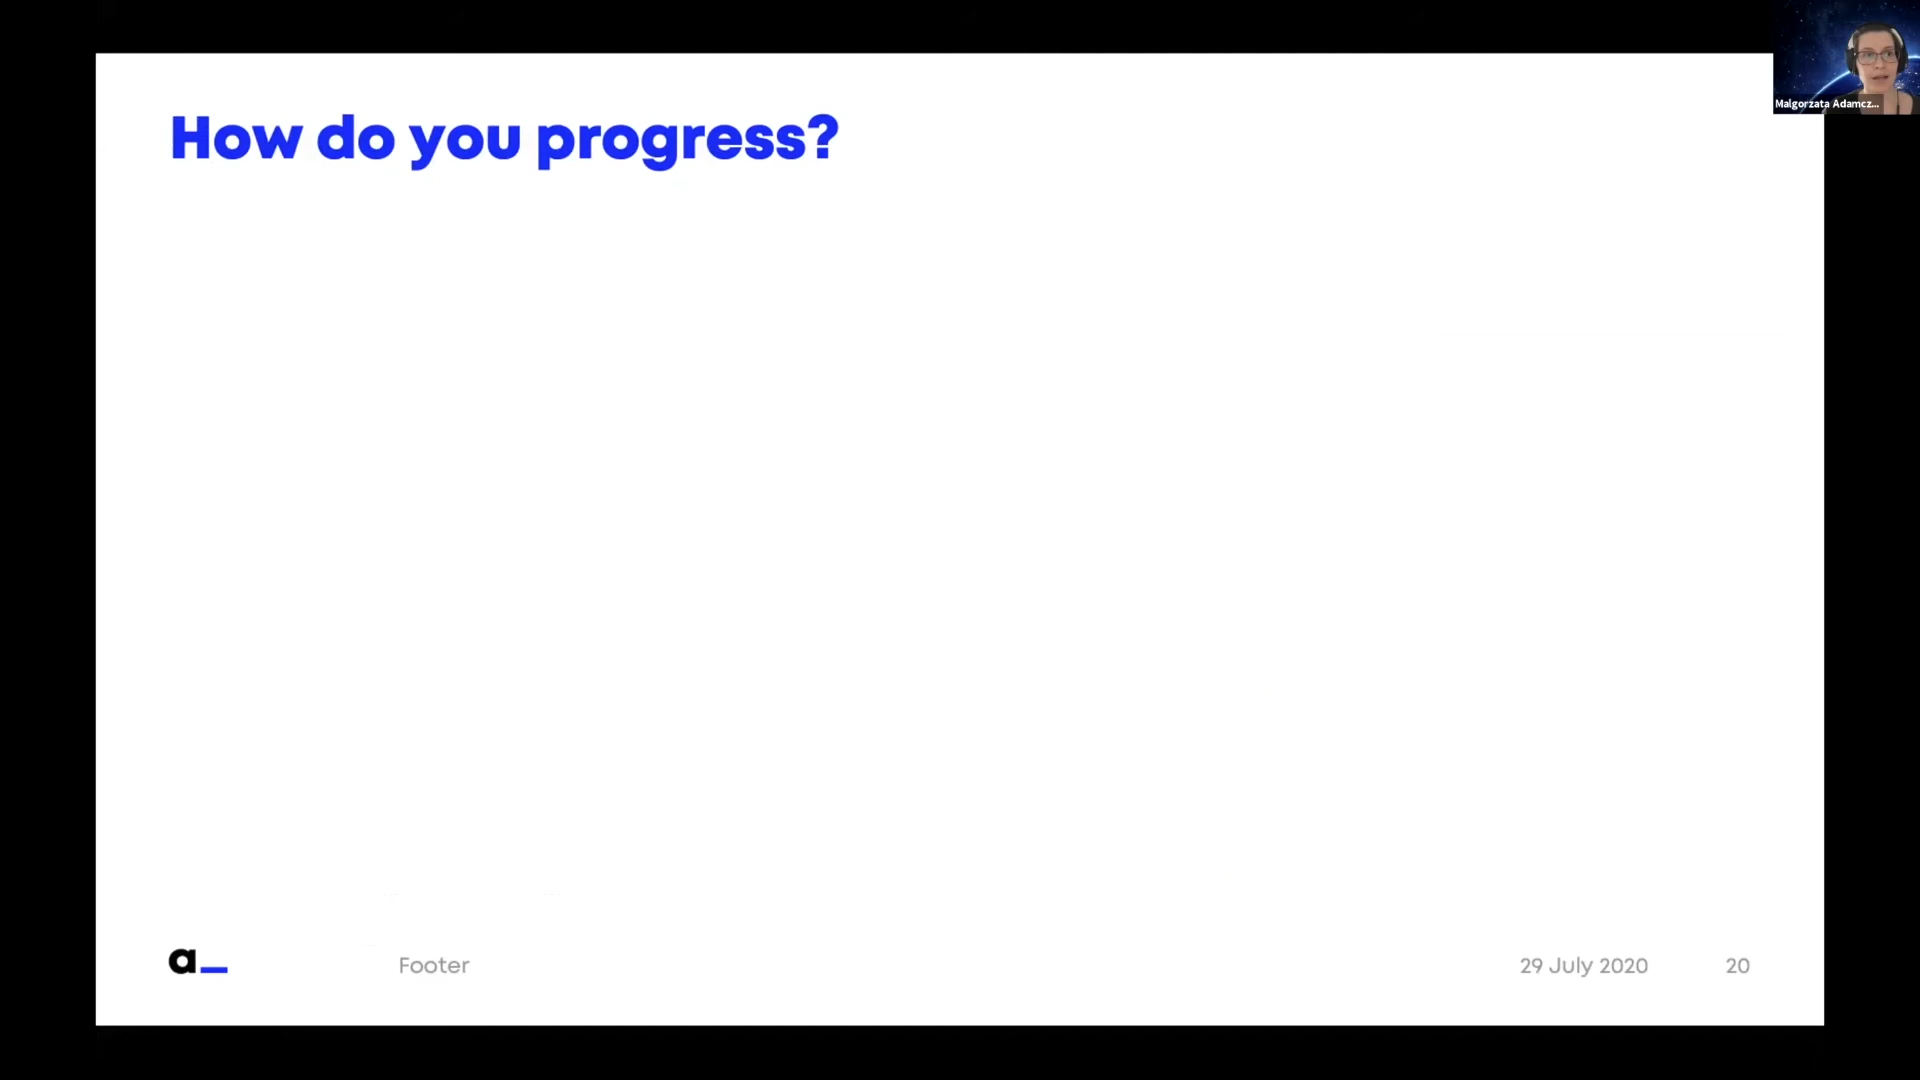 How do you progress?
Malgorzata Adamcz...
a_
Footer
29 July 2020
20